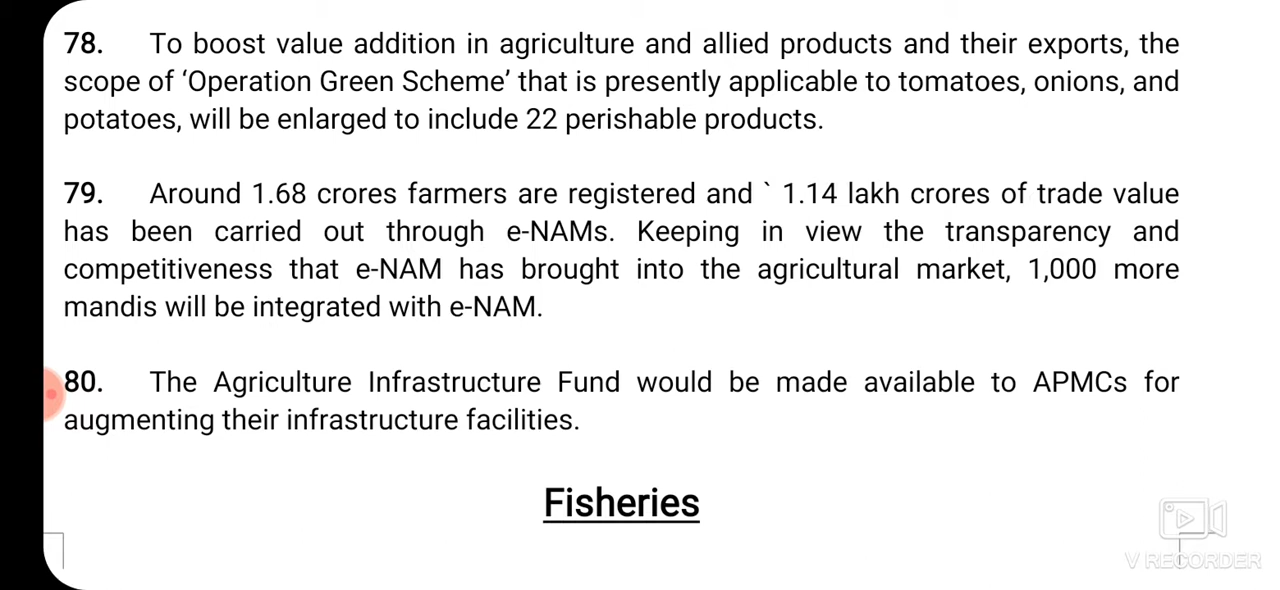 78. To boost value addition in agriculture and allied products and their exports, the
scope of ‘Operation Green Scheme’ that is presently applicable to tomatoes, onions, and
potatoes, will be enlarged to include 22 perishable products.
79. Around 1.68 crores farmers are registered and ` 1.14 lakh crores of trade value
has been carried out through e-NAMs. Keeping in view the transparency and
competitiveness that e-NAM has brought into the agricultural market, 1,000 more
mandis will be integrated with e-NAM.
80. The Agriculture Infrastructure Fund would be made available to APMCs for
augmenting their infrastructure facilities.
Fisheries
V RECORDER